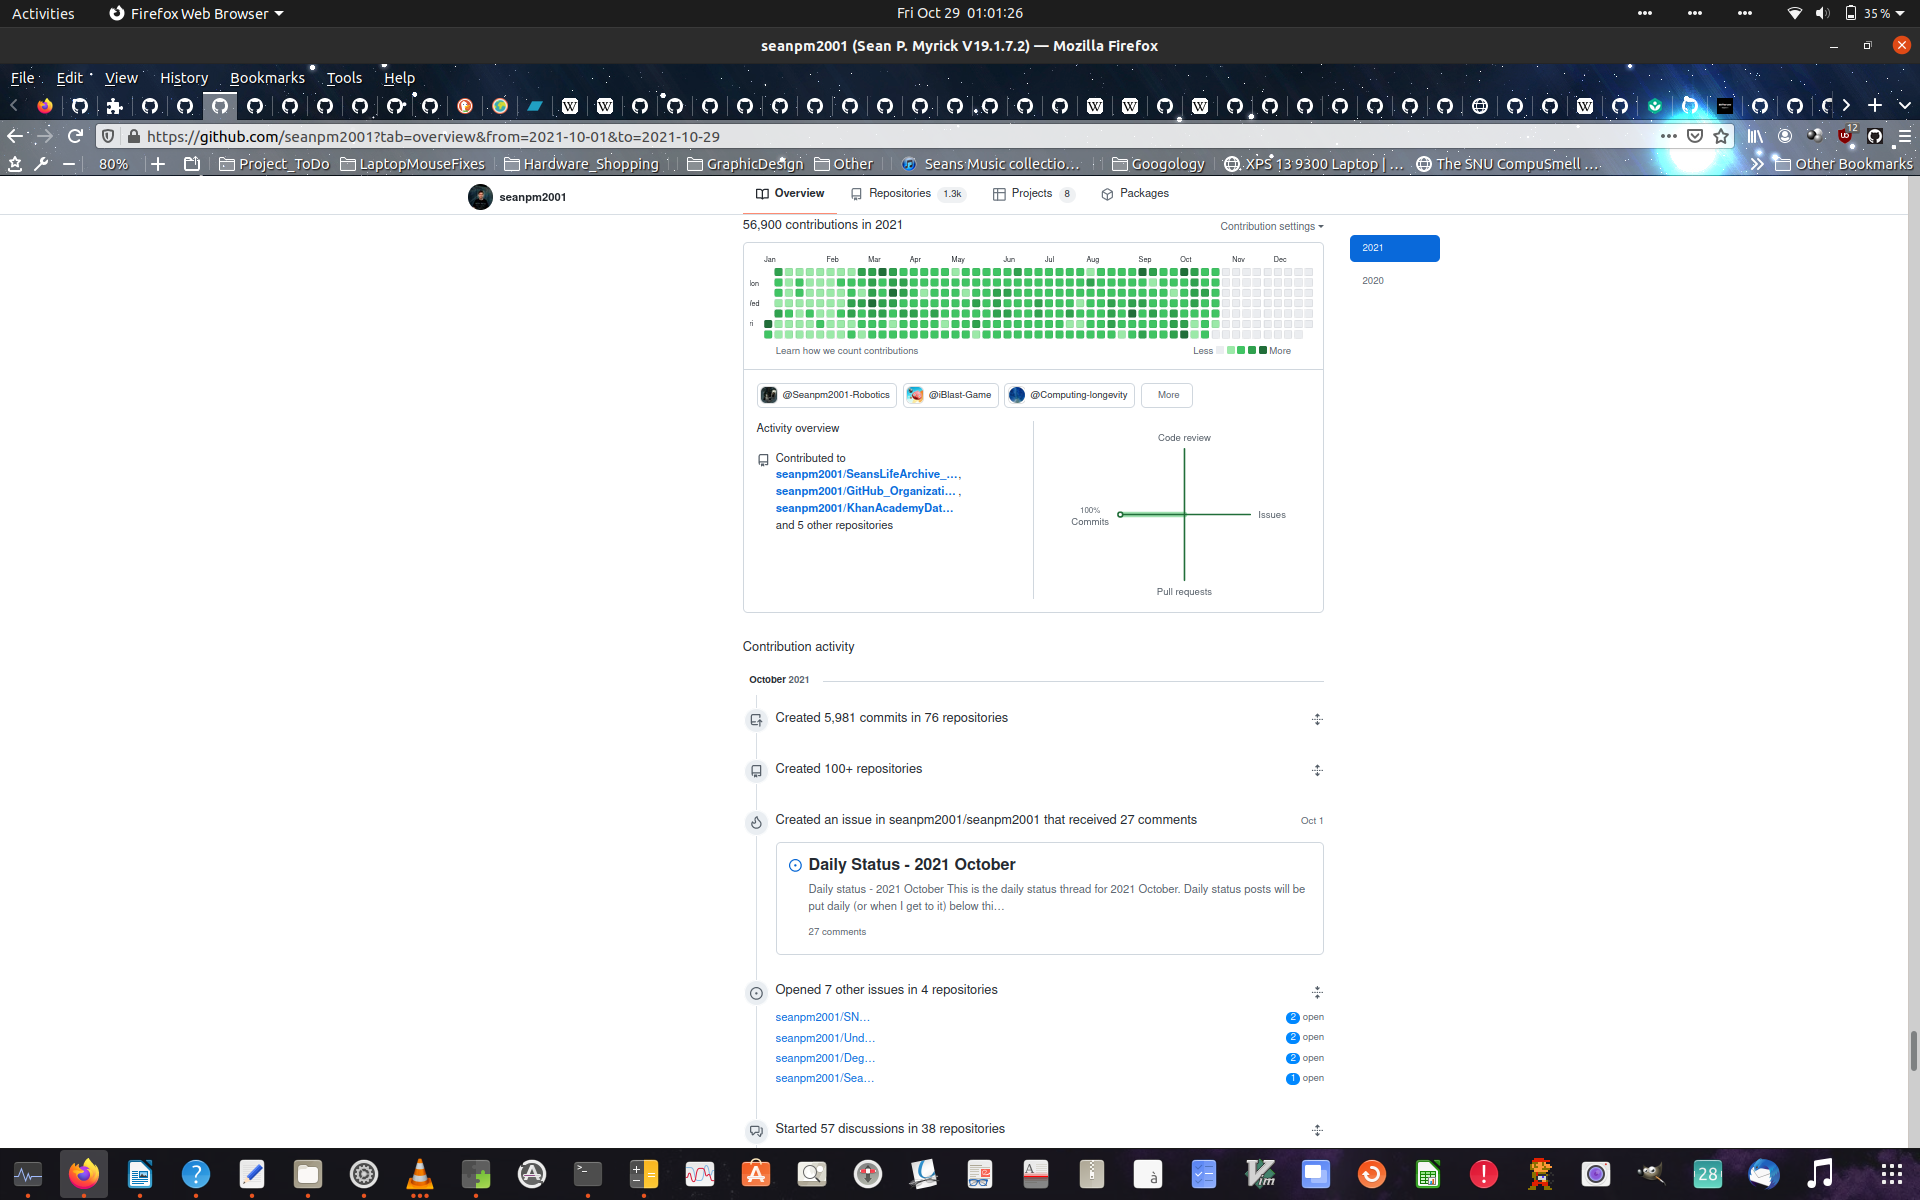 Activities
Firefox Web Browser
Fri Oct 29 01:01:26
35 %
seanpm2001 (Sean P. Myrick V19.1.7.2) — Mozilla Firefox
File Edit View History Bookmarks Tools Help
https://github.com/seanpm2001?tab=overview&from=2021-10-01&to=2021-10-29
12
80%
Project_ToDo
LaptopMouseFixes
Hardware_Shopping
GraphicDesign
Other
Seans Music collectio…
Googology
XPS 13 9300 Laptop | …
The SNU CompuSmell …
Other Bookmarks
seanpm2001
Overview
Repositories 1.3k
Projects 8
Packages
56,900 contributions in 2021
Contribution settings
2021
2020
Jan Feb Mar Apr May Jun Jul Aug Sep Oct Nov Dec
lon
/ed
ri
Learn how we count contributions
Less
More
@Seanpm2001-Robotics
@iBlast-Game
@Computing-longevity
More
Activity overview
Contributed to
seanpm2001/SeansLifeArchive_…,
seanpm2001/GitHub_Organizati… ,
seanpm2001/KhanAcademyDat…
and 5 other repositories
Code review
100%
Commits
Issues
Pull requests
Contribution activity
October 2021
Created 5,981 commits in 76 repositories
Created 100+ repositories
Created an issue in seanpm2001/seanpm2001 that received 27 comments
Oct 1
Daily Status - 2021 October
Daily status - 2021 October This is the daily status thread for 2021 October. Daily status posts will be
put daily (or when I get to it) below thi…
27 comments
Opened 7 other issues in 4 repositories
seanpm2001/SN…
2 open
seanpm2001/Und…
2 open
seanpm2001/Deg…
2 open
seanpm2001/Sea…
1 open
Started 57 discussions in 38 repositories
28